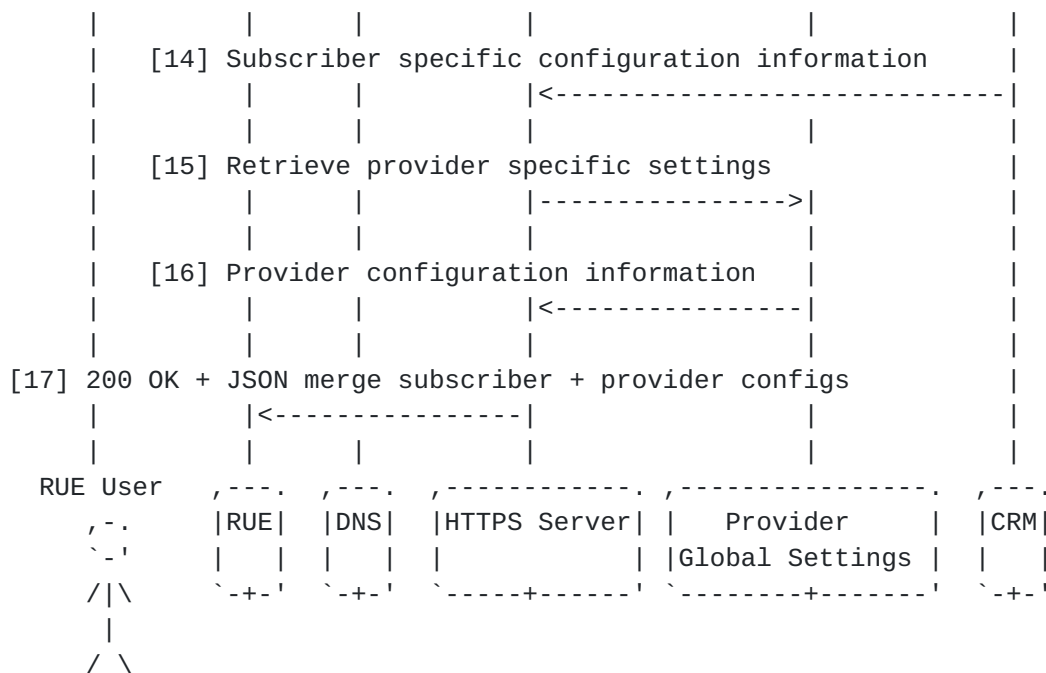 [14] Subscriber specific configuration information
[15] Retrieve provider specific settings
[16] Provider configuration information
[17] 200 OK + JSON merge subscriber + provider configs
RUE User
RUE DNS HTTPS Server Provider CRM
Global Settings